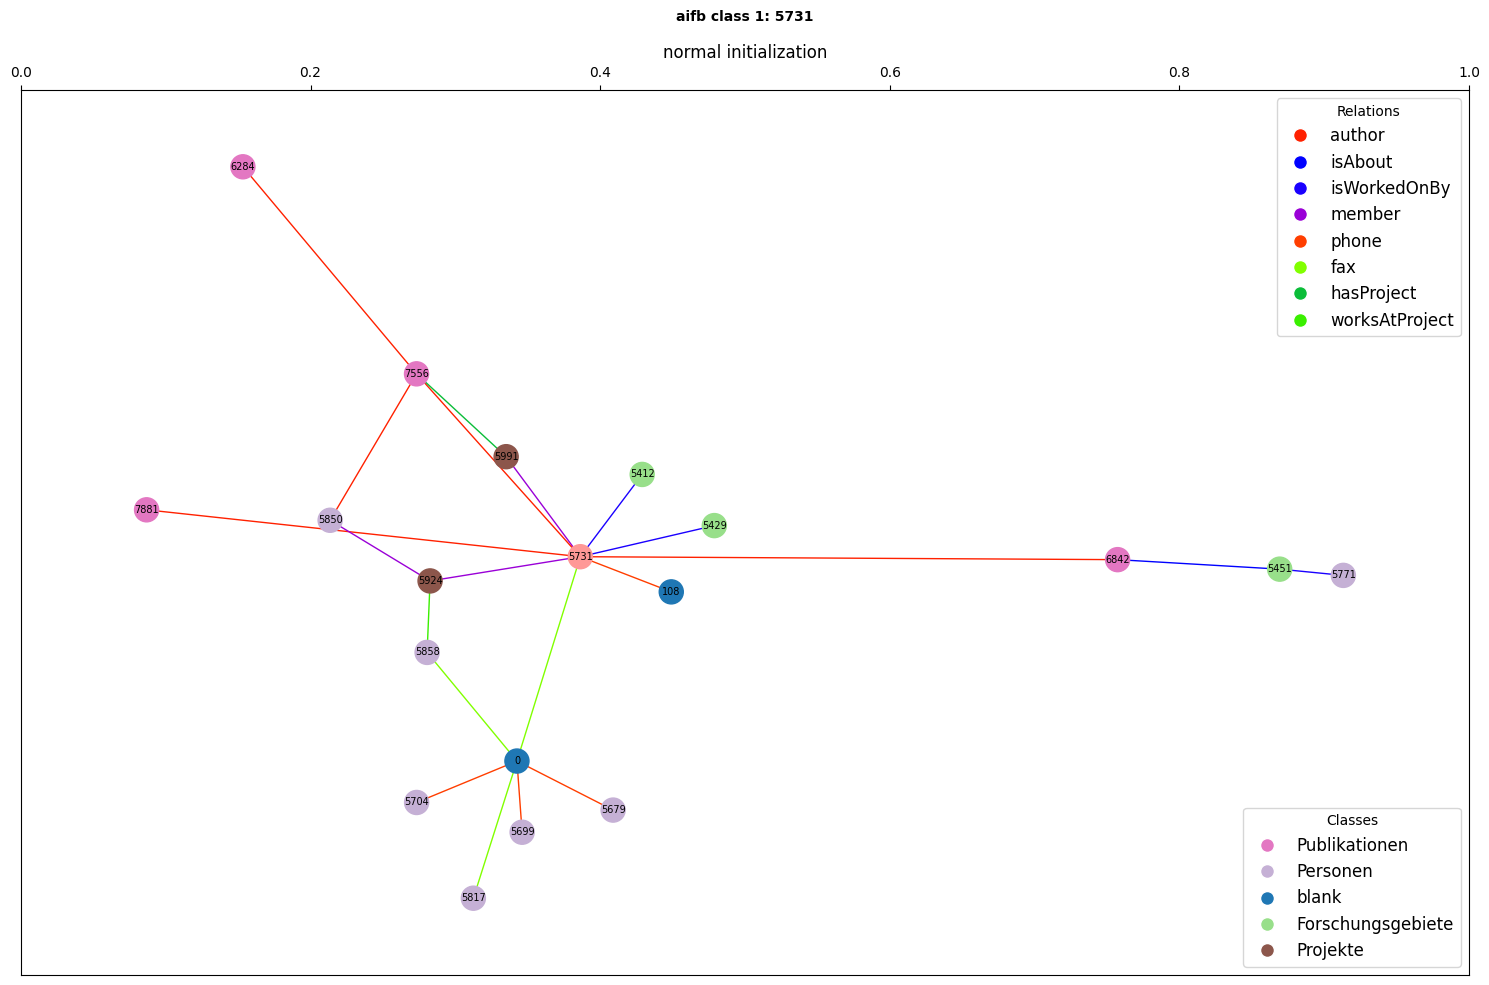 aifb class 1: 5731
normal initialization
0.0 0.2 0.4 0.6 0.8 1.0
Relations
author
isAbout
isWorkedOnBy
member
phone
fax
hasProject
worksAtProject
6284
7556
5991
5412
7881
5850
5429
5731
6842
5451
5771
5924
108
5858
0
5704
5679
5699
5817
Classes
Publikationen
Personen
blank
Forschungsgebiete
Projekte